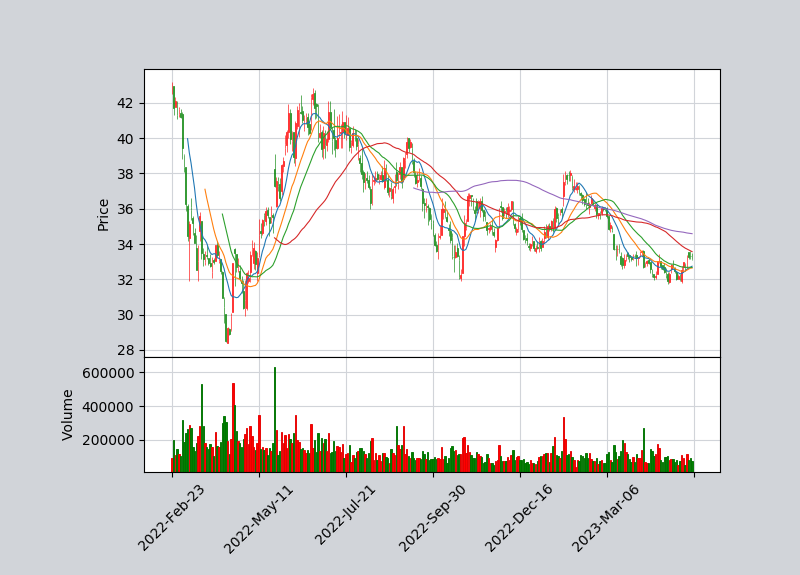 Price
42
40
38
36
34
32
30
28
Volume
600000
400000
200000
2022-Feb-23
2022-May-11
2022-Jul-21
2022-Sep-30
2022-Dec-16
2023-Mar-06